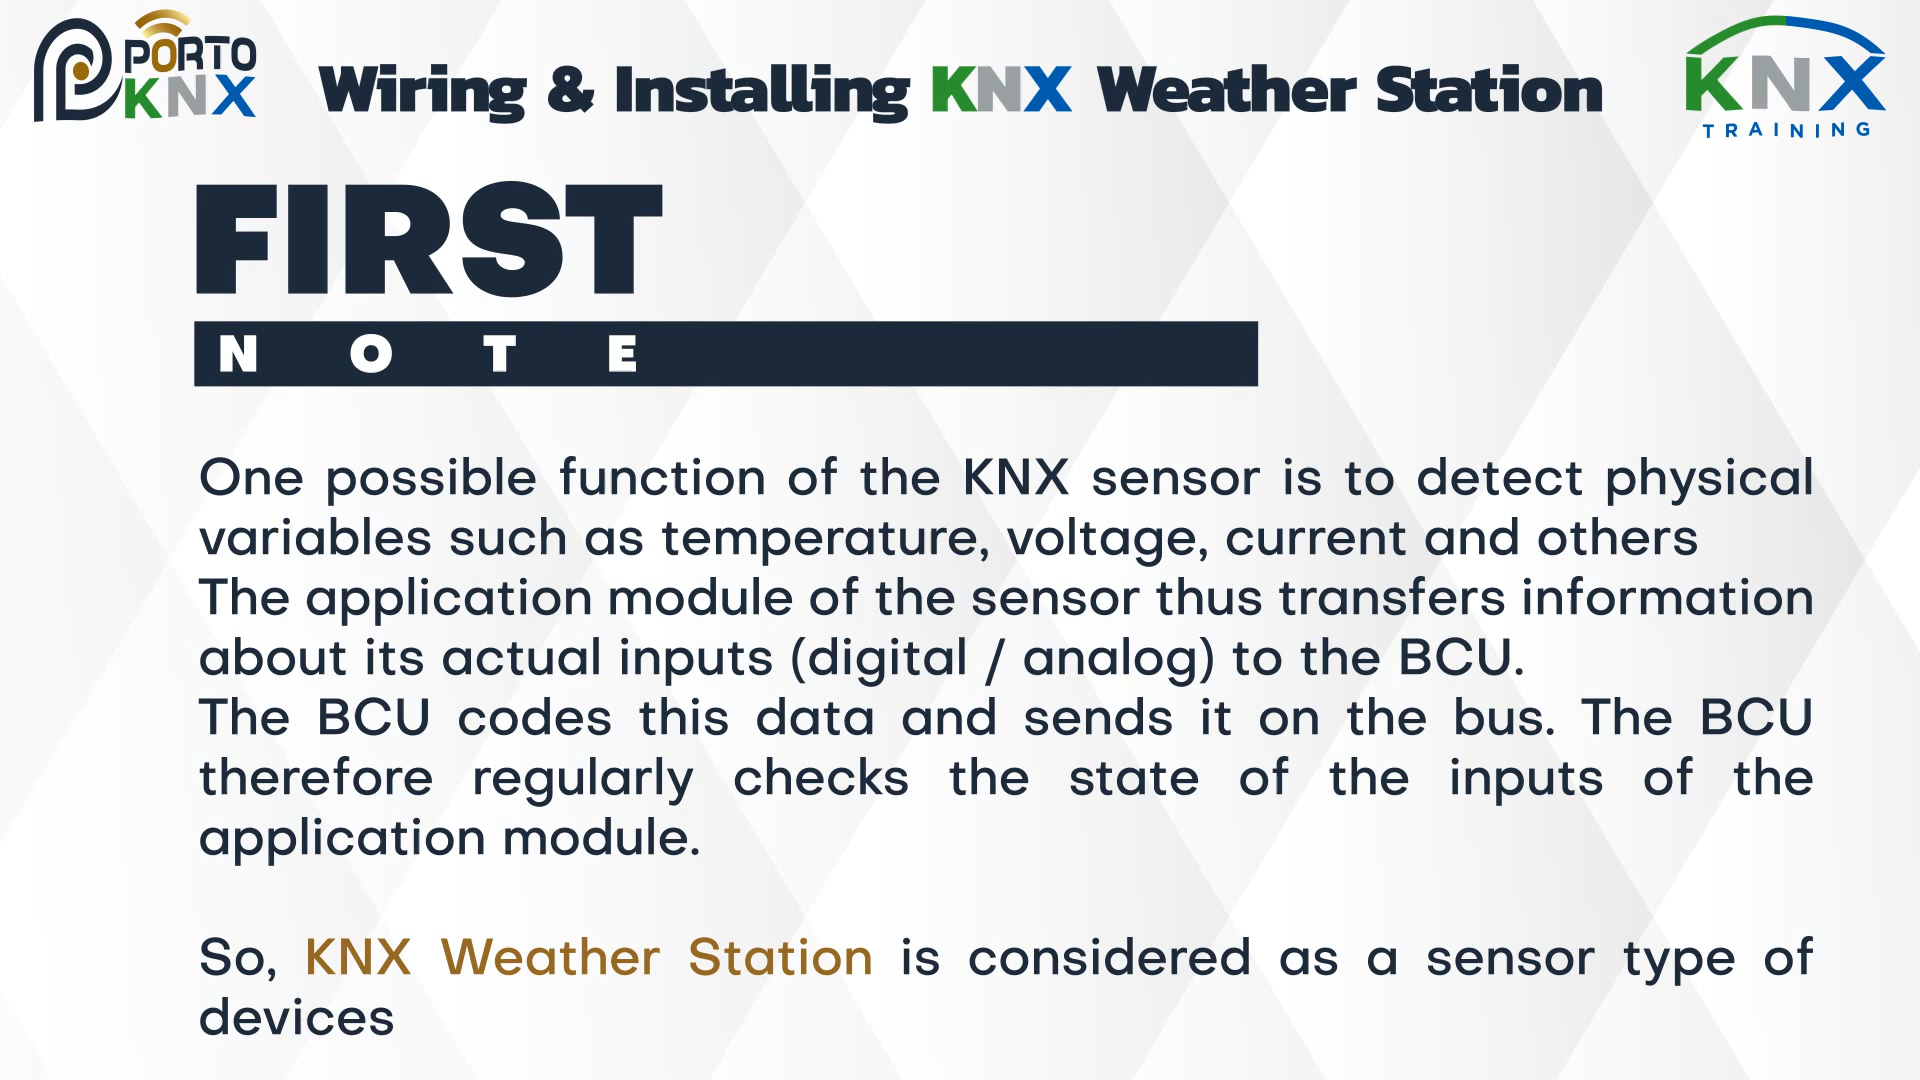 PORTO
KNX
Wiring & Installing KNX Weather Station
KNX
TRAINING
FIRST
NOTE
One possible function of the KNX sensor is to detect physical
variables such as temperature, voltage, current and others
The application module of the sensor thus transfers information
about its actual inputs (digital / analog) to the BCU.
The BCU codes this data and sends it on the bus. The BCU
therefore regularly checks the state of the inputs of the
application module.
So, KNX Weather Station is considered as a sensor type of
devices